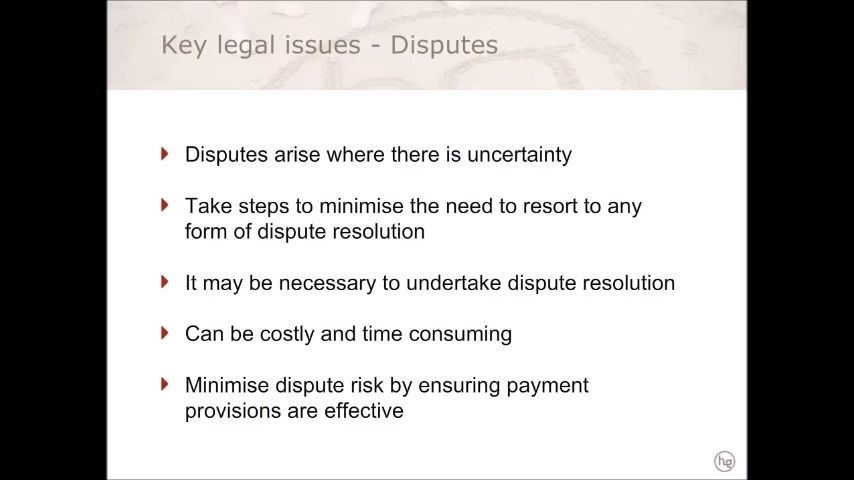 Key legal issues - Disputes
Disputes arise where there is uncertainty
Take steps to minimise the need to resort to any
form of dispute resolution
It may be necessary to undertake dispute resolution
Can be costly and time consuming
Minimise dispute risk by ensuring payment
provisions are effective
hg